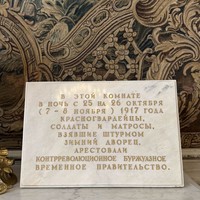 В ЭТОЙ КОМНАТЕ
В НОЧЬ С 25 НА 26 ОКТЯБРЯ
(7 - 8 НОЯБРЯ) 1917 ГОДА
КРАСНОГВАРДЕЙЦЫ,
СОЛДАТЫ И МАТРОСЫ,
ВЗЯВШИЕ ШТУРМОМ
ЗИМНИЙ ДВОРЕЦ,
АРЕСТОВАЛИ
КОНТРРЕВОЛЮЦИОННОЕ БУРЖУАЗНОЕ
ВРЕМЕННОЕ ПРАВИТЕЛЬСТВО.